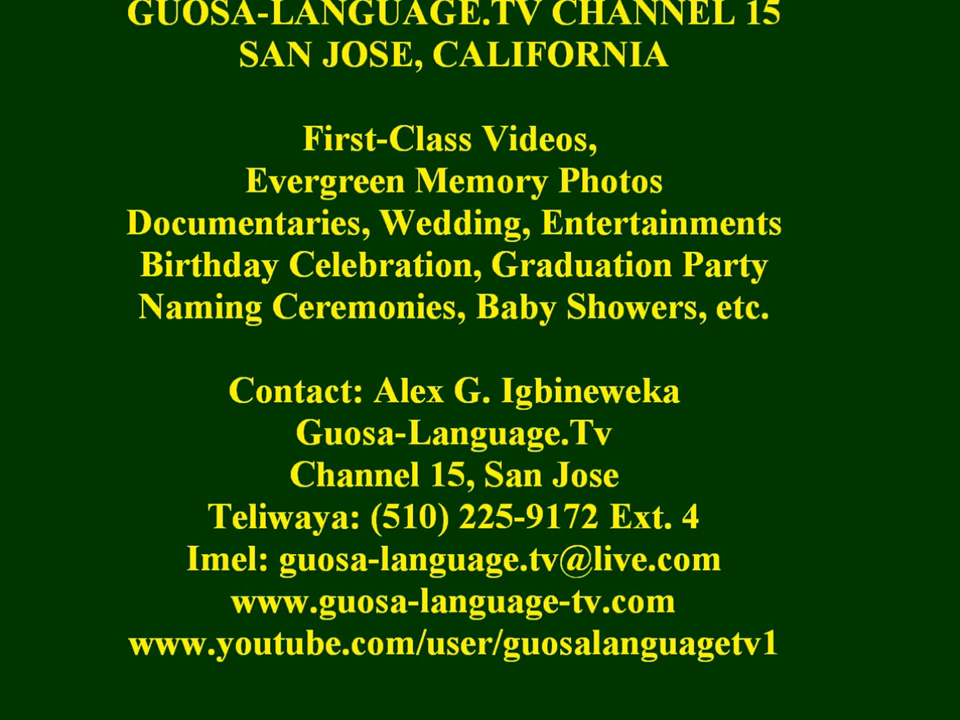 GUOSA-LANGUAGE.TV CHANNEL 15
SAN JOSE, CALIFORNIA
First-Class Videos,
Evergreen Memory Photos
Documentaries, Wedding, Entertainments
Birthday Celebration, Graduation Party
Naming Ceremonies, Baby Showers, etc.
Contact: Alex G. Igbineweka
Guosa-Language.Tv
Channel 15, San Jose
Teliwaya: (510) 225-9172 Ext. 4
Imel: guosa-language.tv@live.com
www.guosa-language-tv.com
www.youtube.com/user/guosalanguagetv1